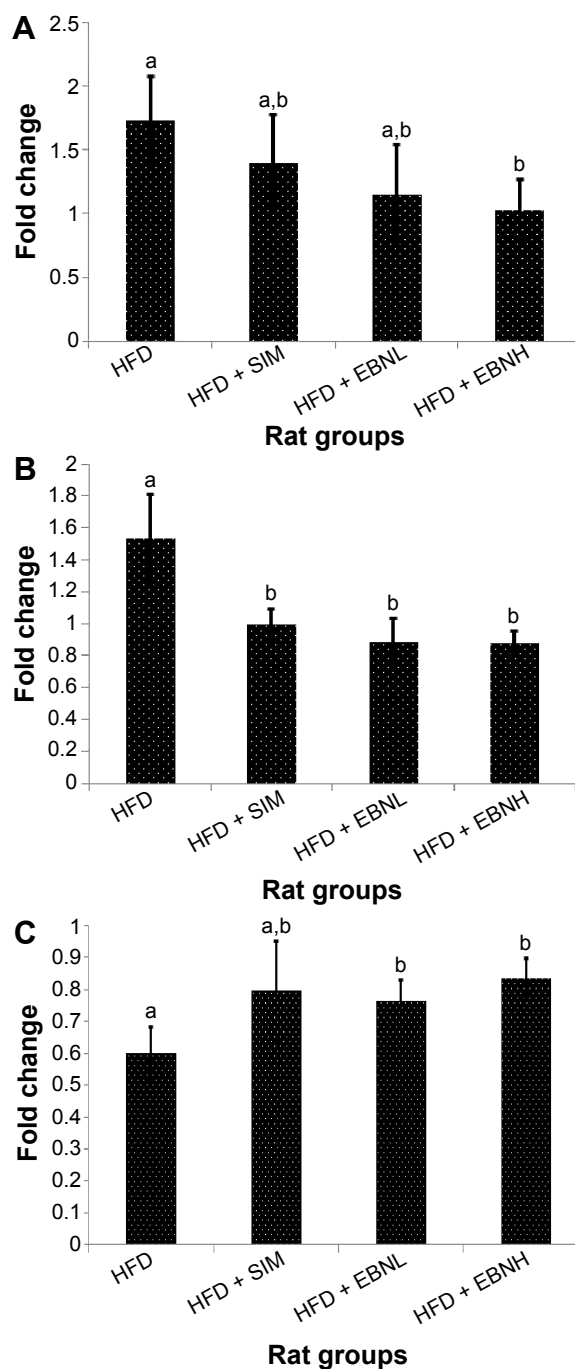 A
2.5
2
1.5
1
0.5
0
Fold change
a
a,b
a,b
b
HFD
HFD + SIM
HFD + EBNL
HFD + EBNH
Rat groups
B
2
1.8
1.6
1.4
1.2
1
0.8
0.6
0.4
0.2
0
Fold change
a
b
b
b
HFD
HFD + SIM
HFD + EBNL
HFD + EBNH
Rat groups
C
1
0.9
0.8
0.7
0.6
0.5
0.4
0.3
0.2
0.1
0
Fold change
a
a,b
b
b
HFD
HFD + SIM
HFD + EBNL
HFD + EBNH
Rat groups